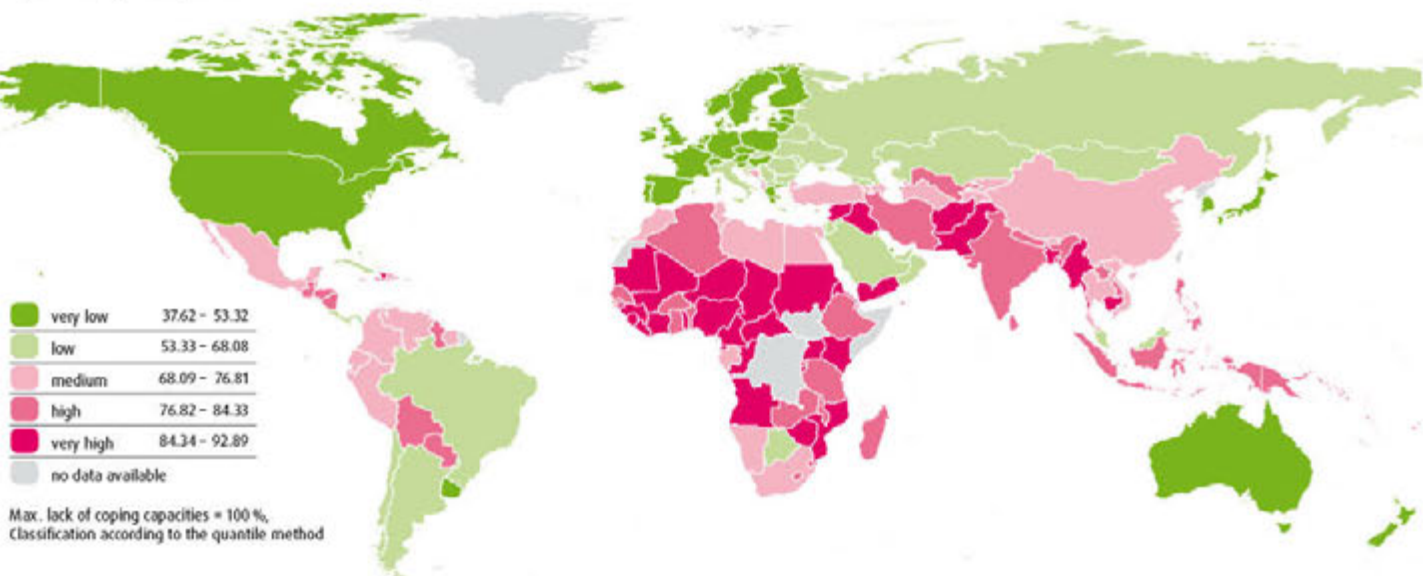 very low 37.62 – 53.32
low 53.33 – 68.08
medium 68.09 – 76.81
high 76.82 – 84.33
very high 84.34 – 92.89
no data available
Max. lack of coping capacities = 100 %,
Classification according to the quantile method